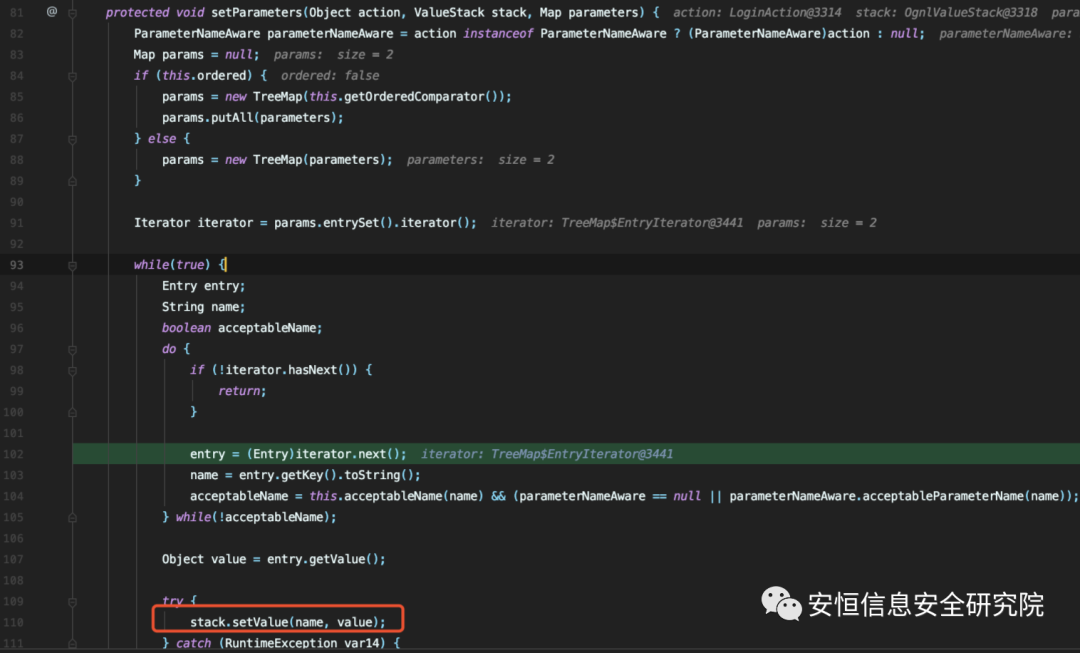 81 @ protected void setParameters(Object action, ValueStack stack, Map parameters) { action: LoginAction@3314 stack: OgnlValueStack@3318 para
82 ParameterNameAware parameterNameAware = action instanceof ParameterNameAware ? (ParameterNameAware)action : null; parameterNameAware:
83 Map params = null; params: size = 2
84 if (this.ordered) { ordered: false
85 params = new TreeMap(this.getOrderedComparator());
86 params.putAll(parameters);
87 } else {
88 params = new TreeMap(parameters); parameters: size = 2
89 }
90
91 Iterator iterator = params.entrySet().iterator(); iterator: TreeMap$EntryIterator@3441 params: size = 2
92
93 while(true) {
94 Entry entry;
95 String name;
96 boolean acceptableName;
97 do {
98 if (!iterator.hasNext()) {
99 return;
100 }
101
102 entry = (Entry)iterator.next(); iterator: TreeMap$EntryIterator@3441
103 name = entry.getKey().toString();
104 acceptableName = this.acceptableName(name) && (parameterNameAware == null || parameterNameAware.acceptableParameterName(name));
105 } while(!acceptableName);
106
107 Object value = entry.getValue();
108
109 try {
110 stack.setValue(name, value);
111 } catch (RuntimeException var14) {
安恒信息安全研究院